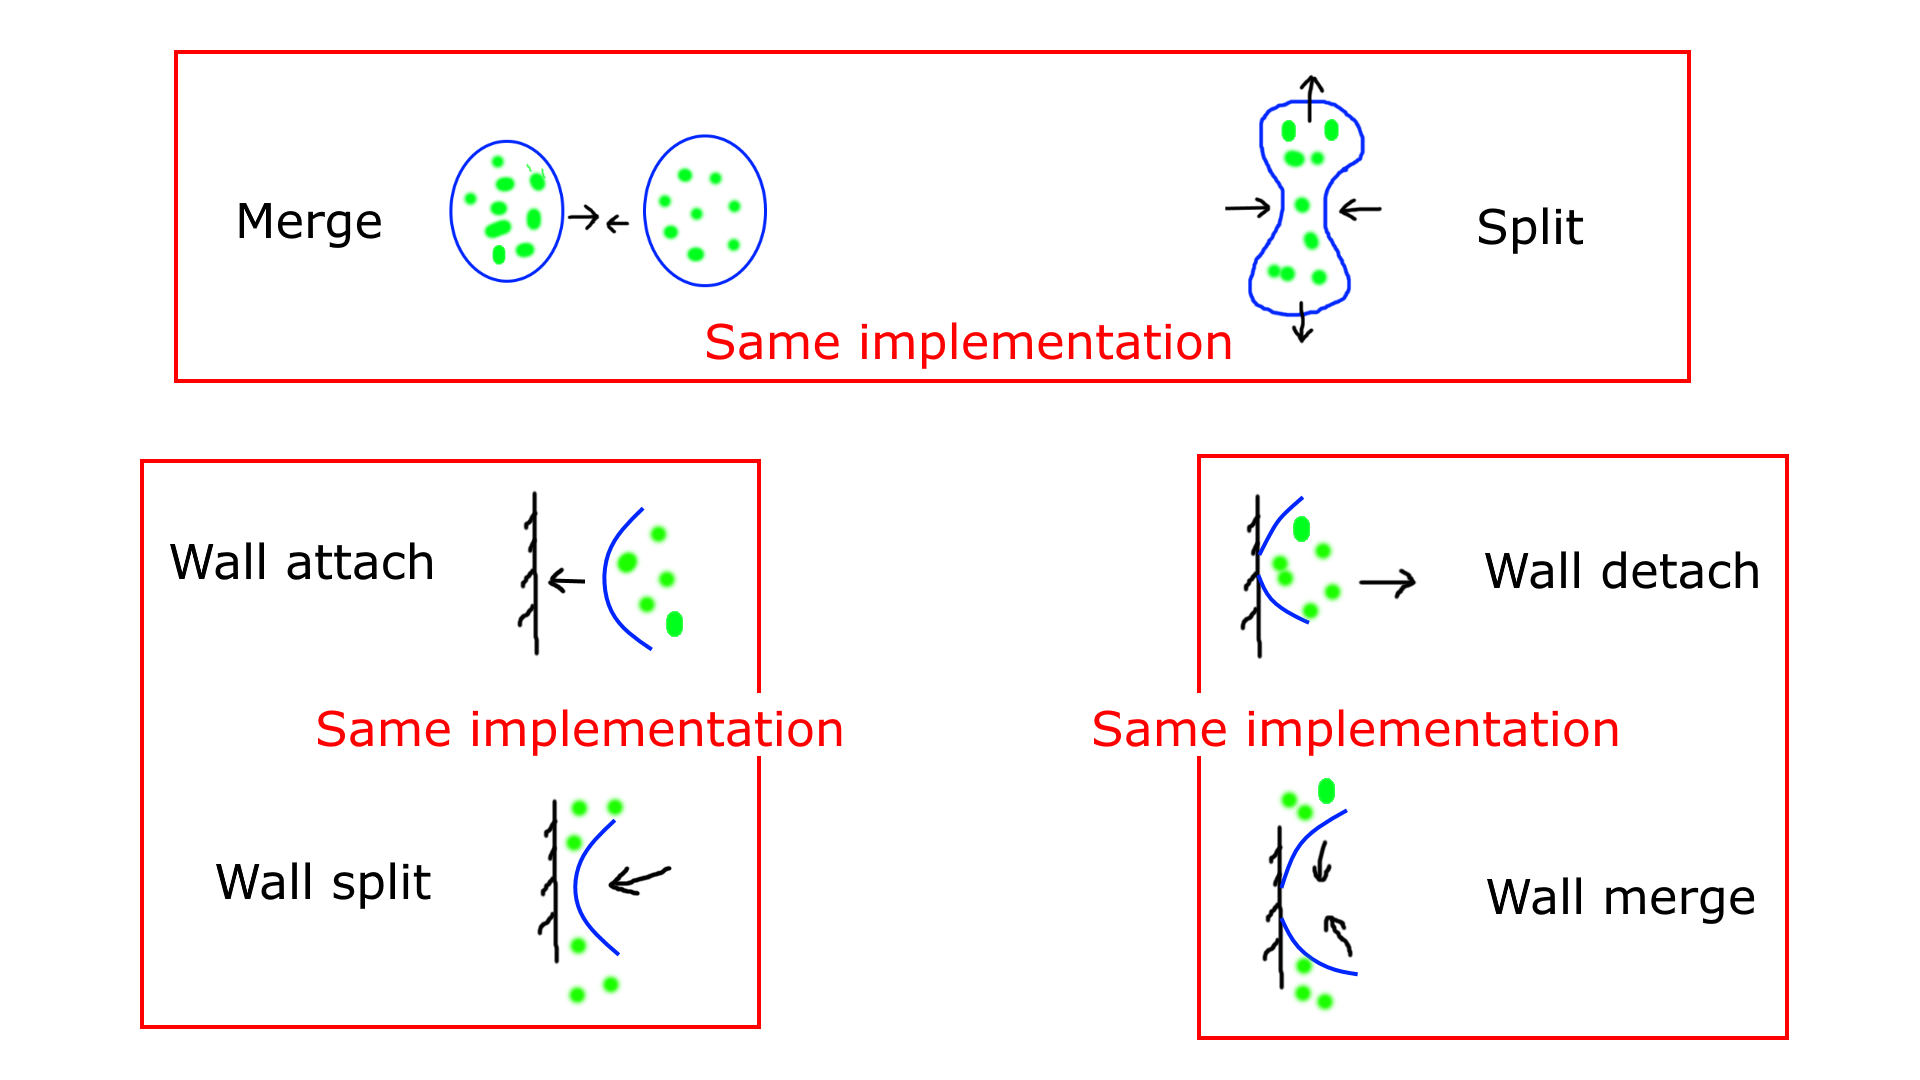 Merge
Split
Same implementation
Wall attach
Wall detach
Same implementation
Same implementation
Wall split
Wall merge